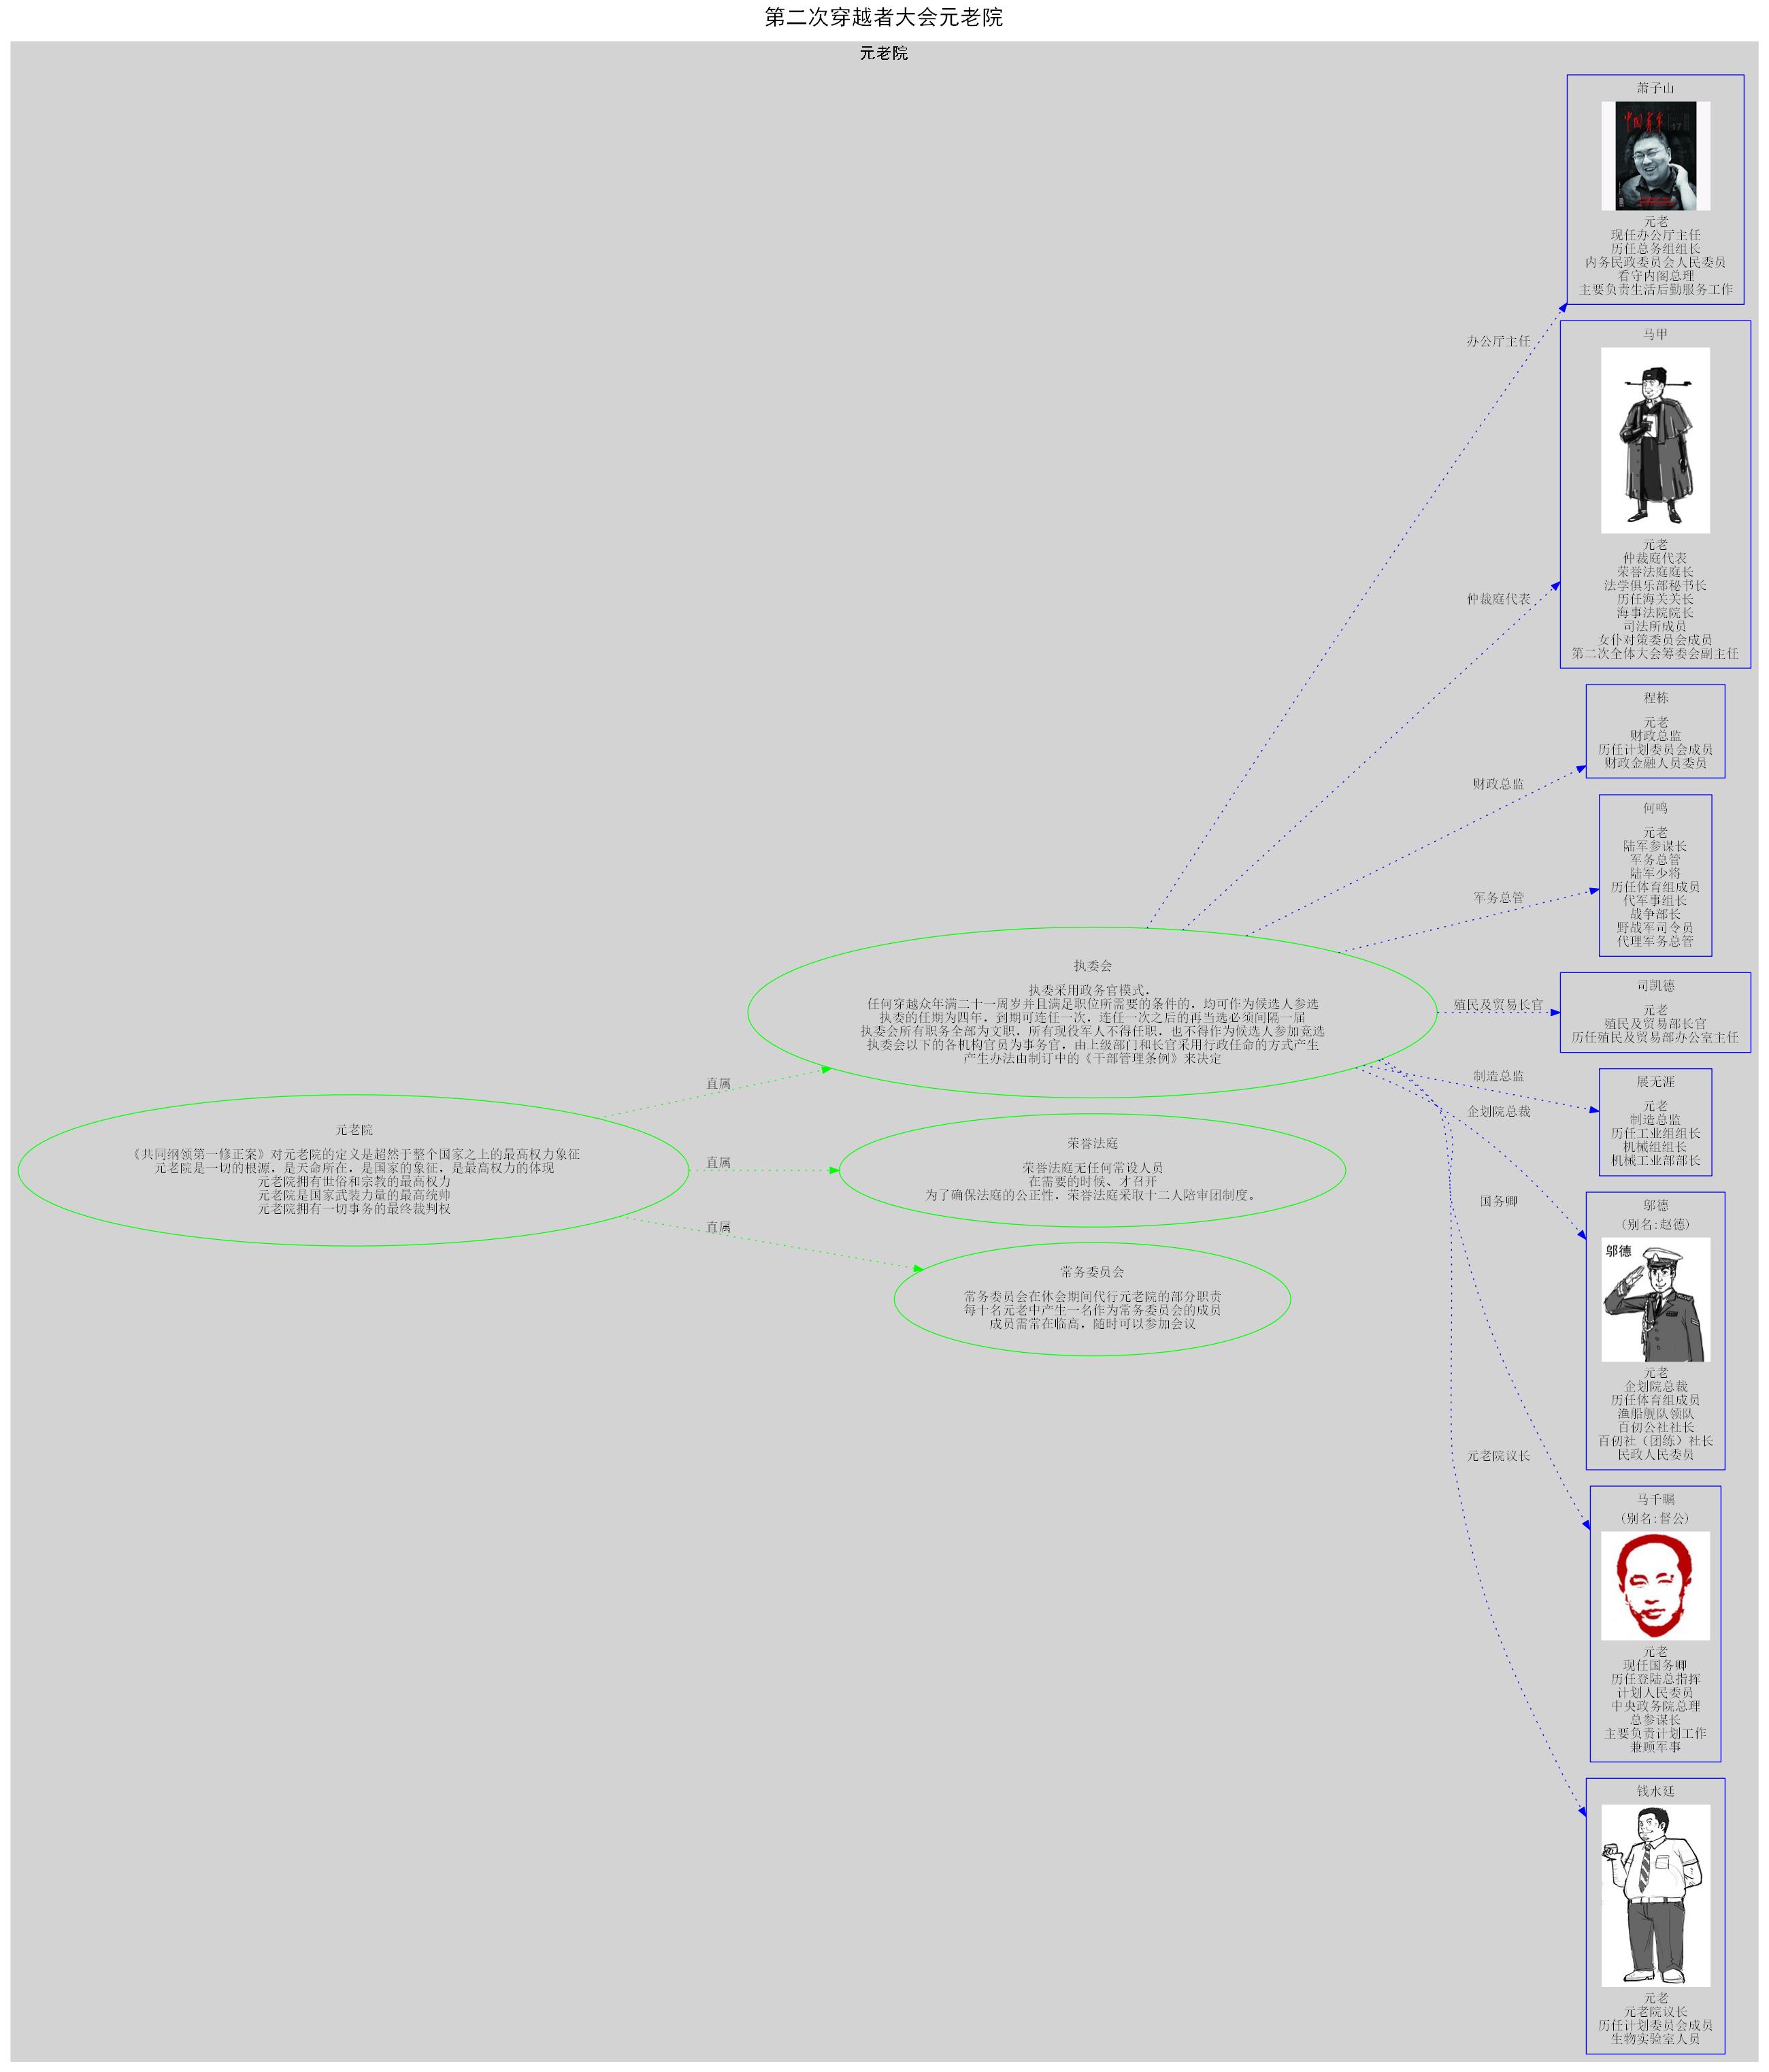 第二次穿越者大会元老院
元老院
元老院
《共同纲领第一修正案》对元老院的定义是超然于整个国家之上的最高权力象征
元老院是一切的根源，是天命所在，是国家的象征，是最高权力的体现
元老院拥有世俗和宗教的最高权力
元老院是国家武装力量的最高统帅
元老院拥有一切事务的最终裁判权
直属
直属
直属
执委会
执委采用政务官模式．
任何穿越众年满二十一周岁并且满足职位所需要的条件的，均可作为候选人参选
执委的任期为四年，到期可连任一次，连任一次之后的再当选必须间隔一届
执委会所有职务全部为文职，所有现役军人不得任职，也不得作为候选人参加竞选
执委会以下的各机构官员为事务官，由上级部门和长官采用行政任命的方式产生
产生办法由制订中的《干部管理条例》来决定
荣誉法庭
荣誉法庭无任何常设人员
在需要的时候、才召开
为了确保法庭的公正性，荣誉法庭采取十二人陪审团制度。
常务委员会
常务委员会在休会期间代行元老院的部分职责
每十名元老中产生一名作为常务委员会的成员
成员需常在临高，随时可以参加会议
办公厅主任
仲裁庭代表
财政总监
军务总管
殖民及贸易长官
制造总监
企划院总裁
国务卿
元老院议长
萧子山
中国
17
元老
现任办公厅主任
历任总务组组长
内务民政委员会人民委员
看守内阁总理
主要负责生活后勤服务工作
马甲
元老
仲裁庭代表
荣誉法庭庭长
法学俱乐部秘书长
历任海关关长
海事法院院长
司法所成员
女仆对策委员会成员
第二次全体大会筹委会副主任
程栋
元老
财政总监
历任计划委员会成员
财政金融人员委员
何鸣
元老
陆军参谋长
军务总管
陆军少将
历任体育组成员
代军事组长
战争部长
野战军司令员
代理军务总管
司凯德
元老
殖民及贸易部长官
历任殖民及贸易部办公室主任
展无涯
元老
制造总监
历任工业组组长
机械组组长
机械工业部部长
邬德
(别名:赵德)
邬德
元老
企划院总裁
历任体育组成员
渔船舰队领队
百仞公社社长
百仞社（团练）社长
民政人民委员
马千瞩
(别名:督公)
元老
现任国务卿
历任登陆总指挥
计划人民委员
中央政务院总理
总参谋长
主要负责计划工作
兼顾军事
钱水廷
元老
元老院议长
历任计划委员会成员
生物实验室人员